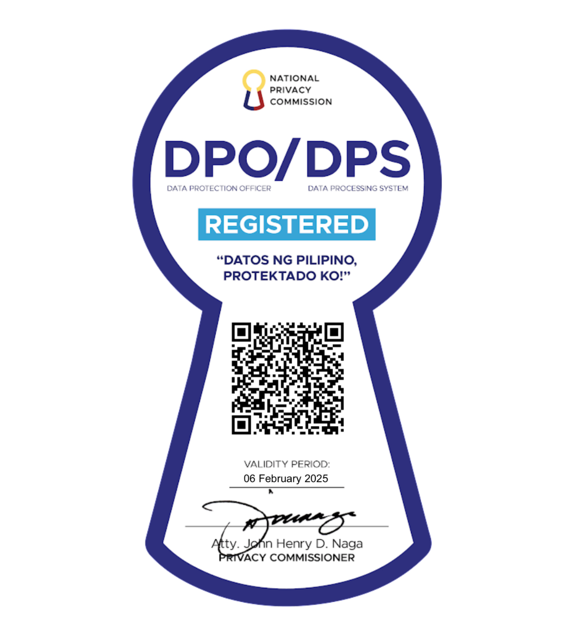 NATIONAL
PRIVACY
COMMISSION
DPO/DPS
DATA PROTECTION OFFICER DATA PROCESSING SYSTEM
REGISTERED
“DATOS NG PILIPINO,
PROTEKTADO KO!”
VALIDITY PERIOD:
06 February 2025
Atty. John Henry D. Naga
PRIVACY COMMISSIONER